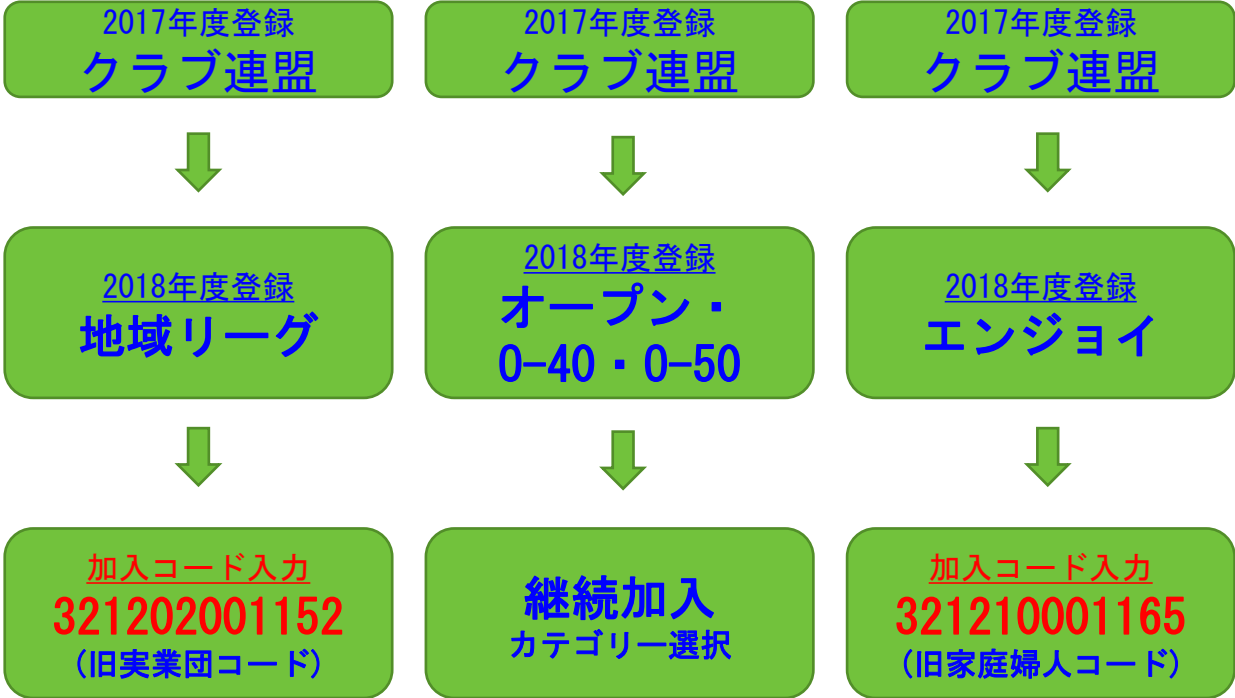 2017年度登録
クラブ連盟
2017年度登録
クラブ連盟
2017年度登録
クラブ連盟
2018年度登録
地域リーグ
2018年度登録
オープン・
O-40・O-50
2018年度登録
エンジョイ
加入コード入力
321202001152
(旧実業団コード)
継続加入
カテゴリー選択
加入コード入力
321210001165
(旧家庭婦人コード)